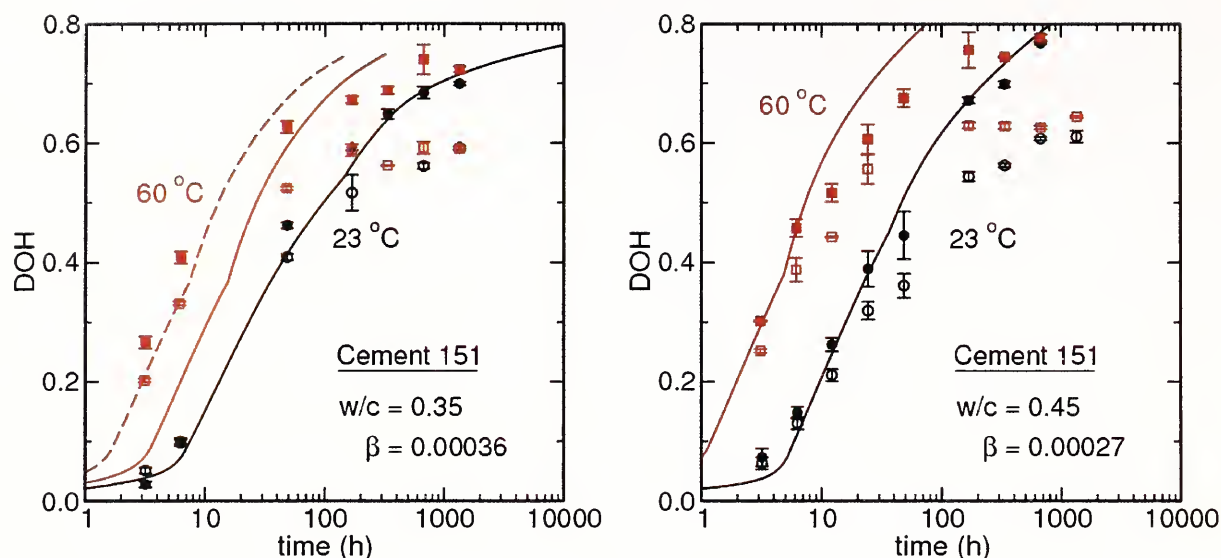 0.8
0.6
0.4
0.2
0.0
DOH
60 °C
23 °C
Cement 151
w/c = 0.35
β = 0.00036
1 10 100 1000 10000
time (h)
0.8
0.6
0.4
0.2
0.0
DOH
60 °C
23 °C
Cement 151
w/c = 0.45
β = 0.00027
1 10 100 1000 10000
time (h)